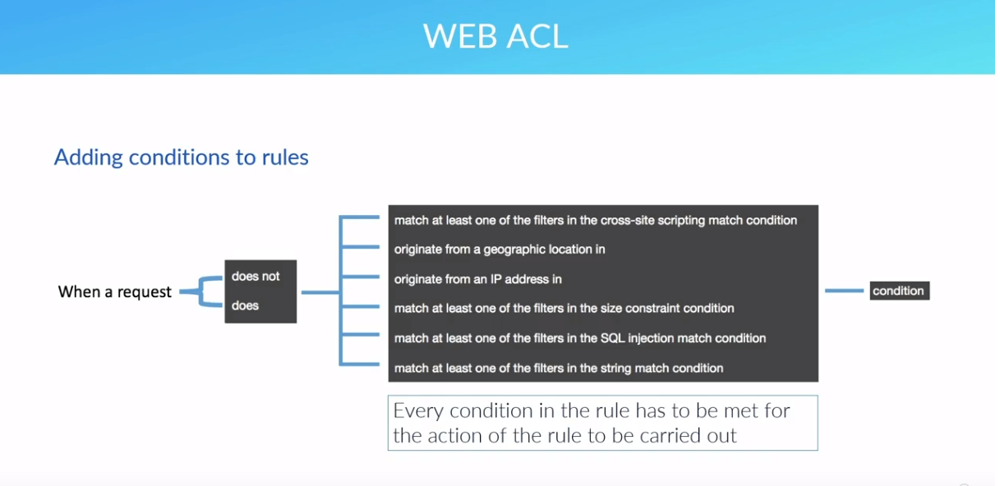 WEB ACL
Adding conditions to rules
When a request
does not
does
match at least one of the filters in the cross-site scripting match condition
originate from a geographic location in
originate from an IP address in
match at least one of the filters in the size constraint condition
match at least one of the filters in the SQL injection match condition
match at least one of the filters in the string match condition
condition
Every condition in the rule has to be met for
the action of the rule to be carried out